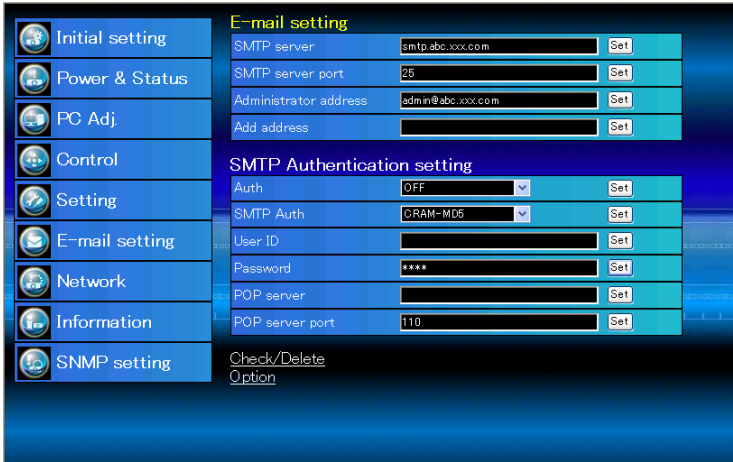 Initial setting
Power & Status
PC Adj.
Control
Setting
E-mail setting
Network
Information
SNMP setting
E-mail setting
SMTP server smtp.abc.xxx.com Set
SMTP server port 25 Set
Administrator address admin@abc.xxx.com Set
Add address Set
SMTP Authentication setting
Auth OFF Set
SMTP Auth CRAM-MD5 Set
User ID Set
Password **** Set
POP server Set
POP server port 110 Set
Check/Delete
Option